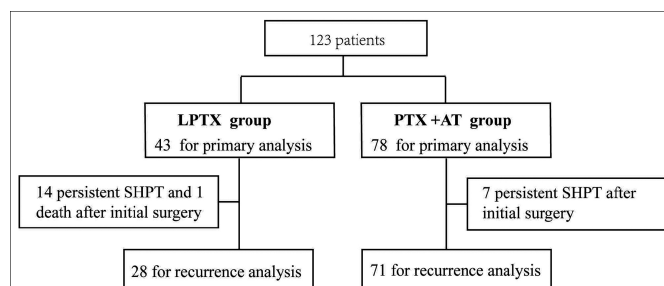 123 patients
LPTX group
43 for primary analysis
PTX +AT group
78 for primary analysis
14 persistent SHPT and 1
death after initial surgery
7 persistent SHPT after
initial surgery
28 for recurrence analysis
71 for recurrence analysis